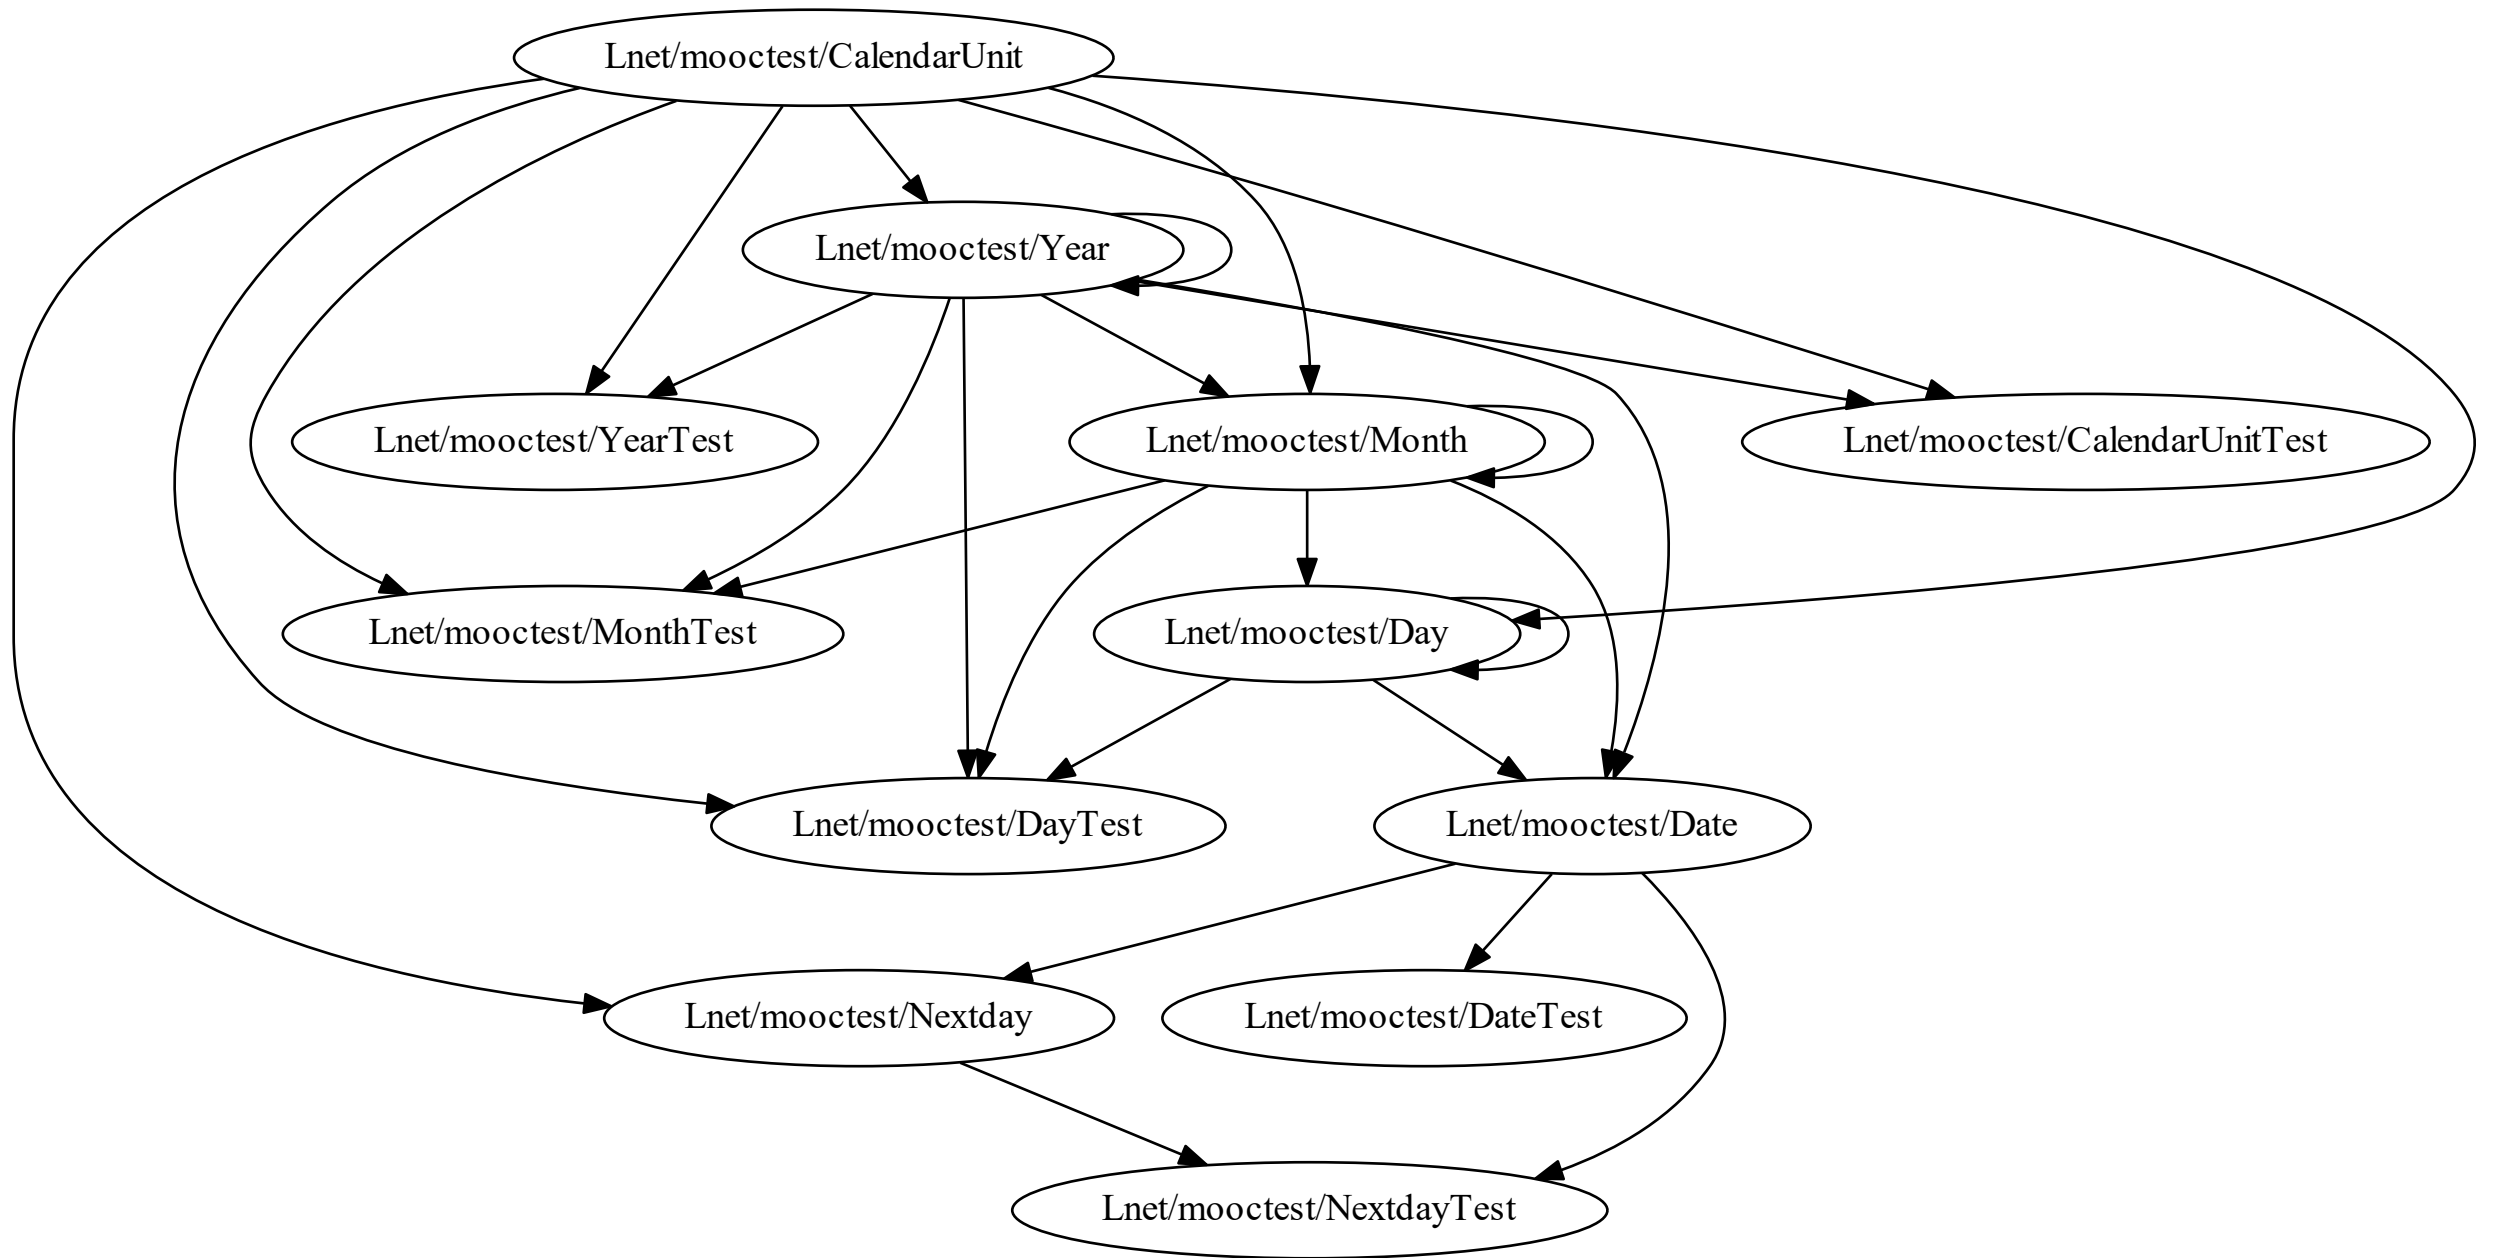 Lnet/mooctest/CalendarUnit
Lnet/mooctest/Year
Lnet/mooctest/YearTest
Lnet/mooctest/Month
Lnet/mooctest/CalendarUnitTest
Lnet/mooctest/MonthTest
Lnet/mooctest/Day
Lnet/mooctest/DayTest
Lnet/mooctest/Date
Lnet/mooctest/Nextday
Lnet/mooctest/DateTest
Lnet/mooctest/NextdayTest